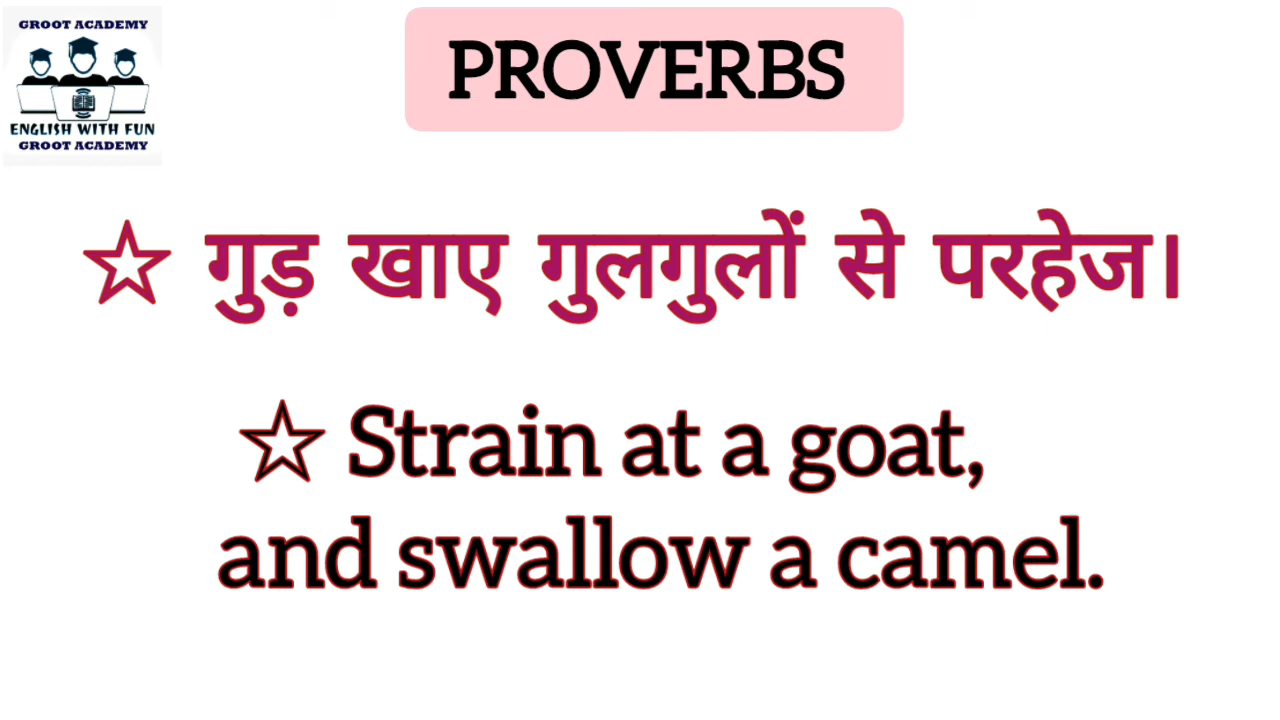 GROOT ACADEMY
ENGLISH WITH FUN
GROOT ACADEMY
PROVERBS
☆ गुड़ खाए गुलगुलों से परहेज।
☆ Strain at a goat,
and swallow a camel.